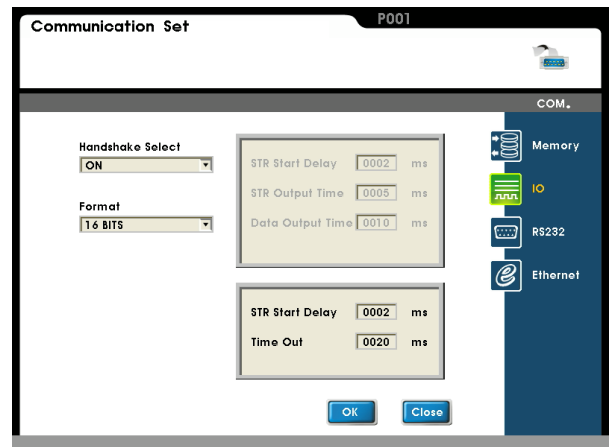 Communication Set
P001
COM.
Handshake Select
ON
Format
16 BITS
STR Start Delay 0002 ms
STR Output Time 0005 ms
Data Output Time 0010 ms
STR Start Delay 0002 ms
Time Out 0020 ms
OK
Close
Memory
IO
RS232
Ethernet